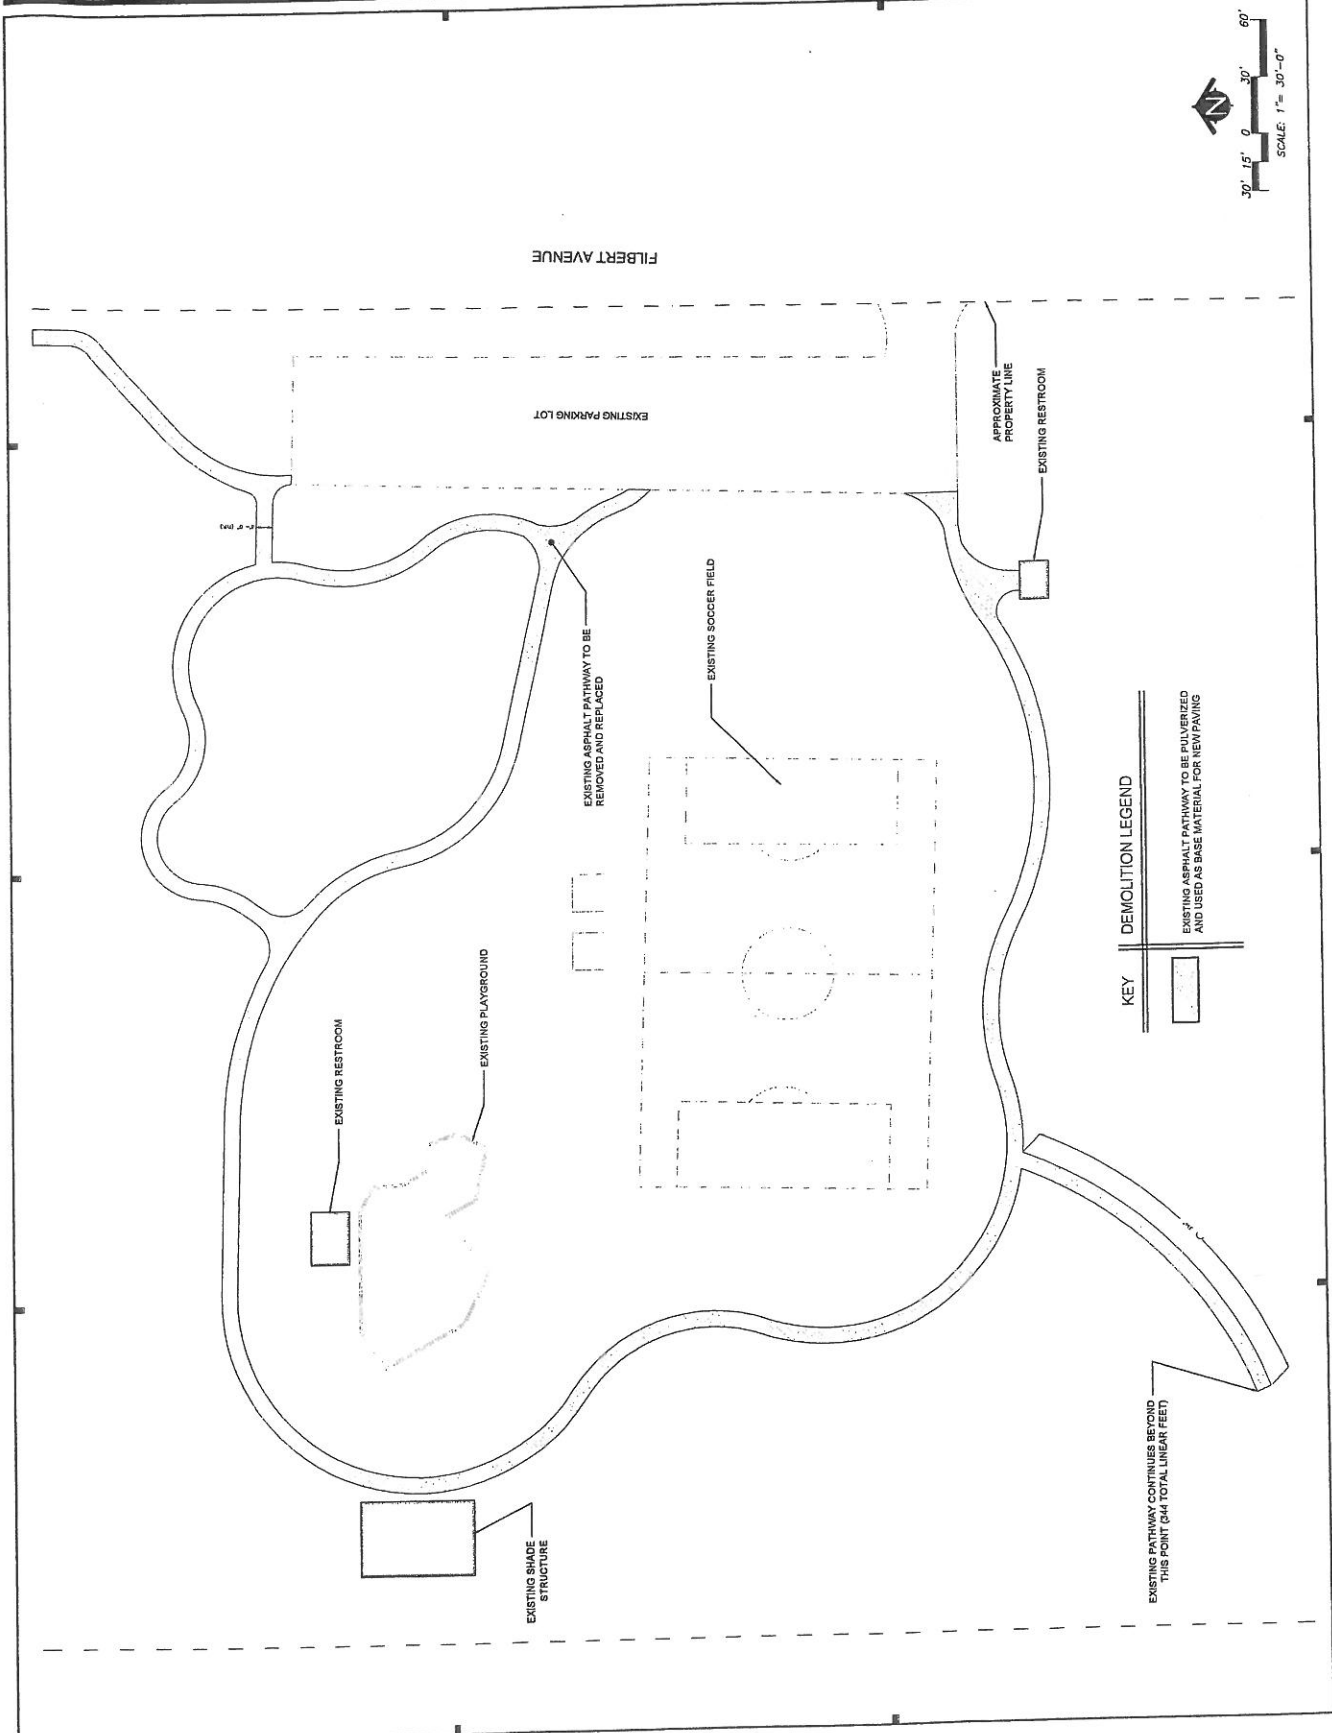 FILBERT AVENUE
EXISTING PARKING LOT
APPROXIMATE
PROPERTY LINE
EXISTING RESTROOM
EXISTING ASPHALT PATHWAY TO BE
REMOVED AND REPLACED
EXISTING SOCCER FIELD
EXISTING RESTROOM
EXISTING PLAYGROUND
EXISTING SHADE
STRUCTURE
EXISTING PATHWAY CONTINUES BEYOND
THIS POINT (344 TOTAL LINEAR FEET)
KEY
DEMOLITION LEGEND
EXISTING ASPHALT PATHWAY TO BE PULVERIZED
AND USED AS BASE MATERIAL FOR NEW PAVING
N
30' 15' 0 30' 60'
SCALE: 1"= 30'-0"